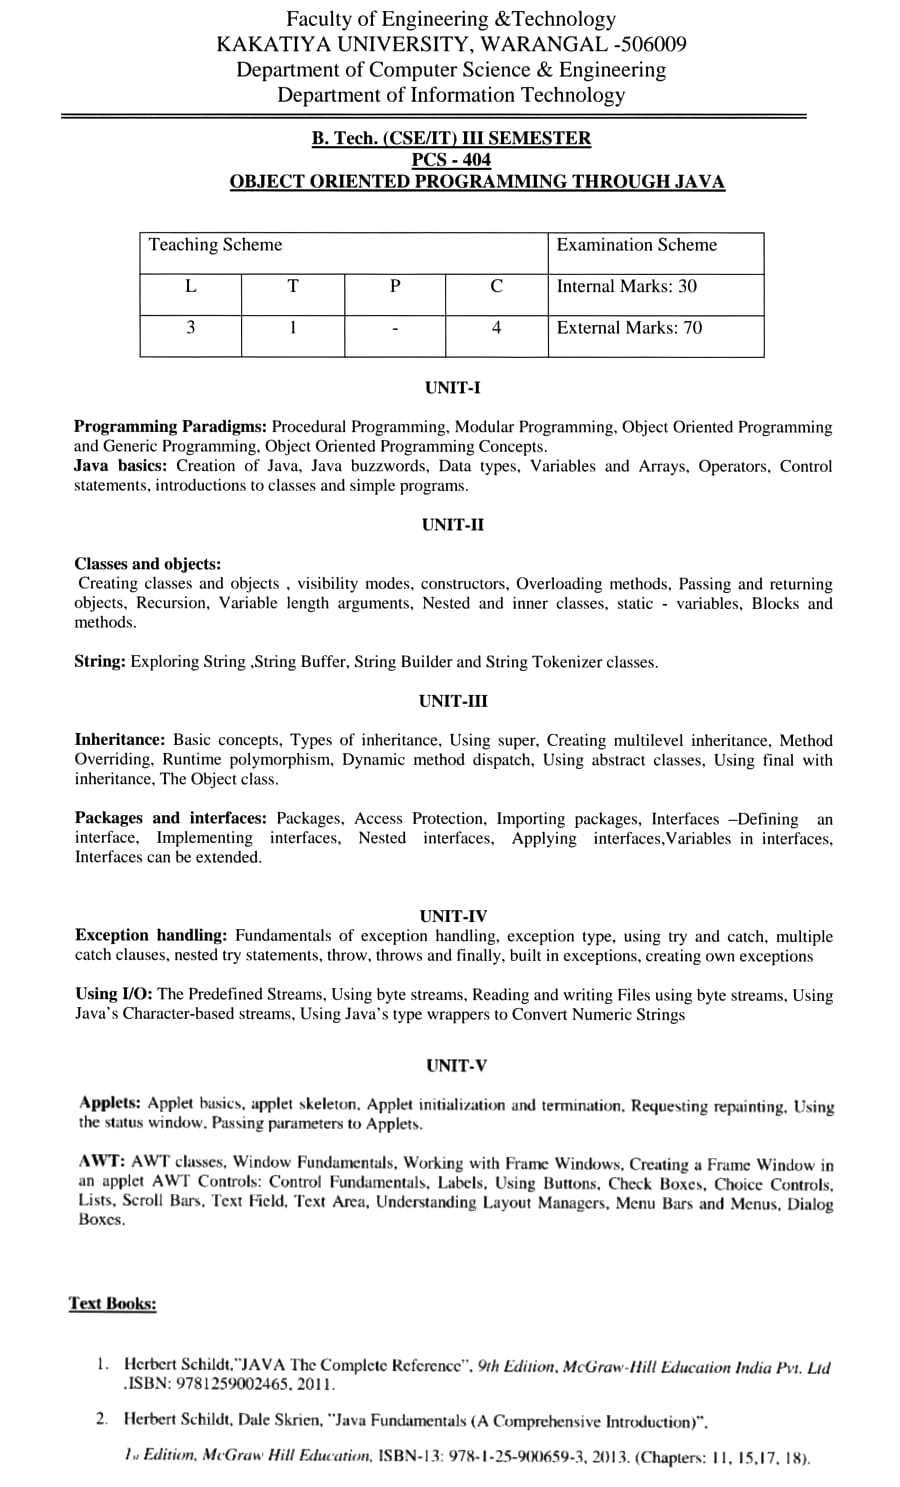 Faculty of Engineering &Technology
KAKATIYA UNIVERSITY, WARANGAL -506009
Department of Computer Science & Engineering
Department of Information Technology
B. Tech. (CSE/IT) III SEMESTER
PCS - 404
OBJECT ORIENTED PROGRAMMING THROUGH JAVA
Teaching Scheme Examination Scheme
L T P C Internal Marks: 30
3 1 - 4 External Marks: 70
UNIT-I
Programming Paradigms: Procedural Programming, Modular Programming, Object Oriented Programming
and Generic Programming, Object Oriented Programming Concepts.
Java basics: Creation of Java, Java buzzwords, Data types, Variables and Arrays, Operators, Control
statements, introductions to classes and simple programs.
UNIT-II
Classes and objects:
Creating classes and objects , visibility modes, constructors, Overloading methods, Passing and returning
objects, Recursion, Variable length arguments, Nested and inner classes, static - variables, Blocks and
methods.
String: Exploring String ,String Buffer, String Builder and String Tokenizer classes.
UNIT-III
Inheritance: Basic concepts, Types of inheritance, Using super, Creating multilevel inheritance, Method
Overriding, Runtime polymorphism, Dynamic method dispatch, Using abstract classes, Using final with
inheritance, The Object class.
Packages and interfaces: Packages, Access Protection, Importing packages, Interfaces –Defining an
interface, Implementing interfaces, Nested interfaces, Applying interfaces,Variables in interfaces,
Interfaces can be extended.
UNIT-IV
Exception handling: Fundamentals of exception handling, exception type, using try and catch, multiple
catch clauses, nested try statements, throw, throws and finally, built in exceptions, creating own exceptions
Using I/O: The Predefined Streams, Using byte streams, Reading and writing Files using byte streams, Using
Java's Character-based streams, Using Java's type wrappers to Convert Numeric Strings
UNIT-V
Applets: Applet basics, applet skeleton, Applet initialization and termination, Requesting repainting, Using
the status window, Passing parameters to Applets.
AWT: AWT classes, Window Fundamentals, Working with Frame Windows, Creating a Frame Window in
an applet AWT Controls: Control Fundamentals, Labels, Using Buttons, Check Boxes, Choice Controls,
Lists, Scroll Bars, Text Field, Text Area, Understanding Layout Managers, Menu Bars and Menus, Dialog
Boxes.
Text Books:
1. Herbert Schildt,"JAVA The Complete Reference", 9th Edition, McGraw-Hill Education India Pvt. Ltd
,ISBN: 9781259002465, 2011.
2. Herbert Schildt, Dale Skrien, "Java Fundamentals (A Comprehensive Introduction)",
1st Edition, McGraw Hill Education, ISBN-13: 978-1-25-900659-3, 2013. (Chapters: 11, 15,17, 18).